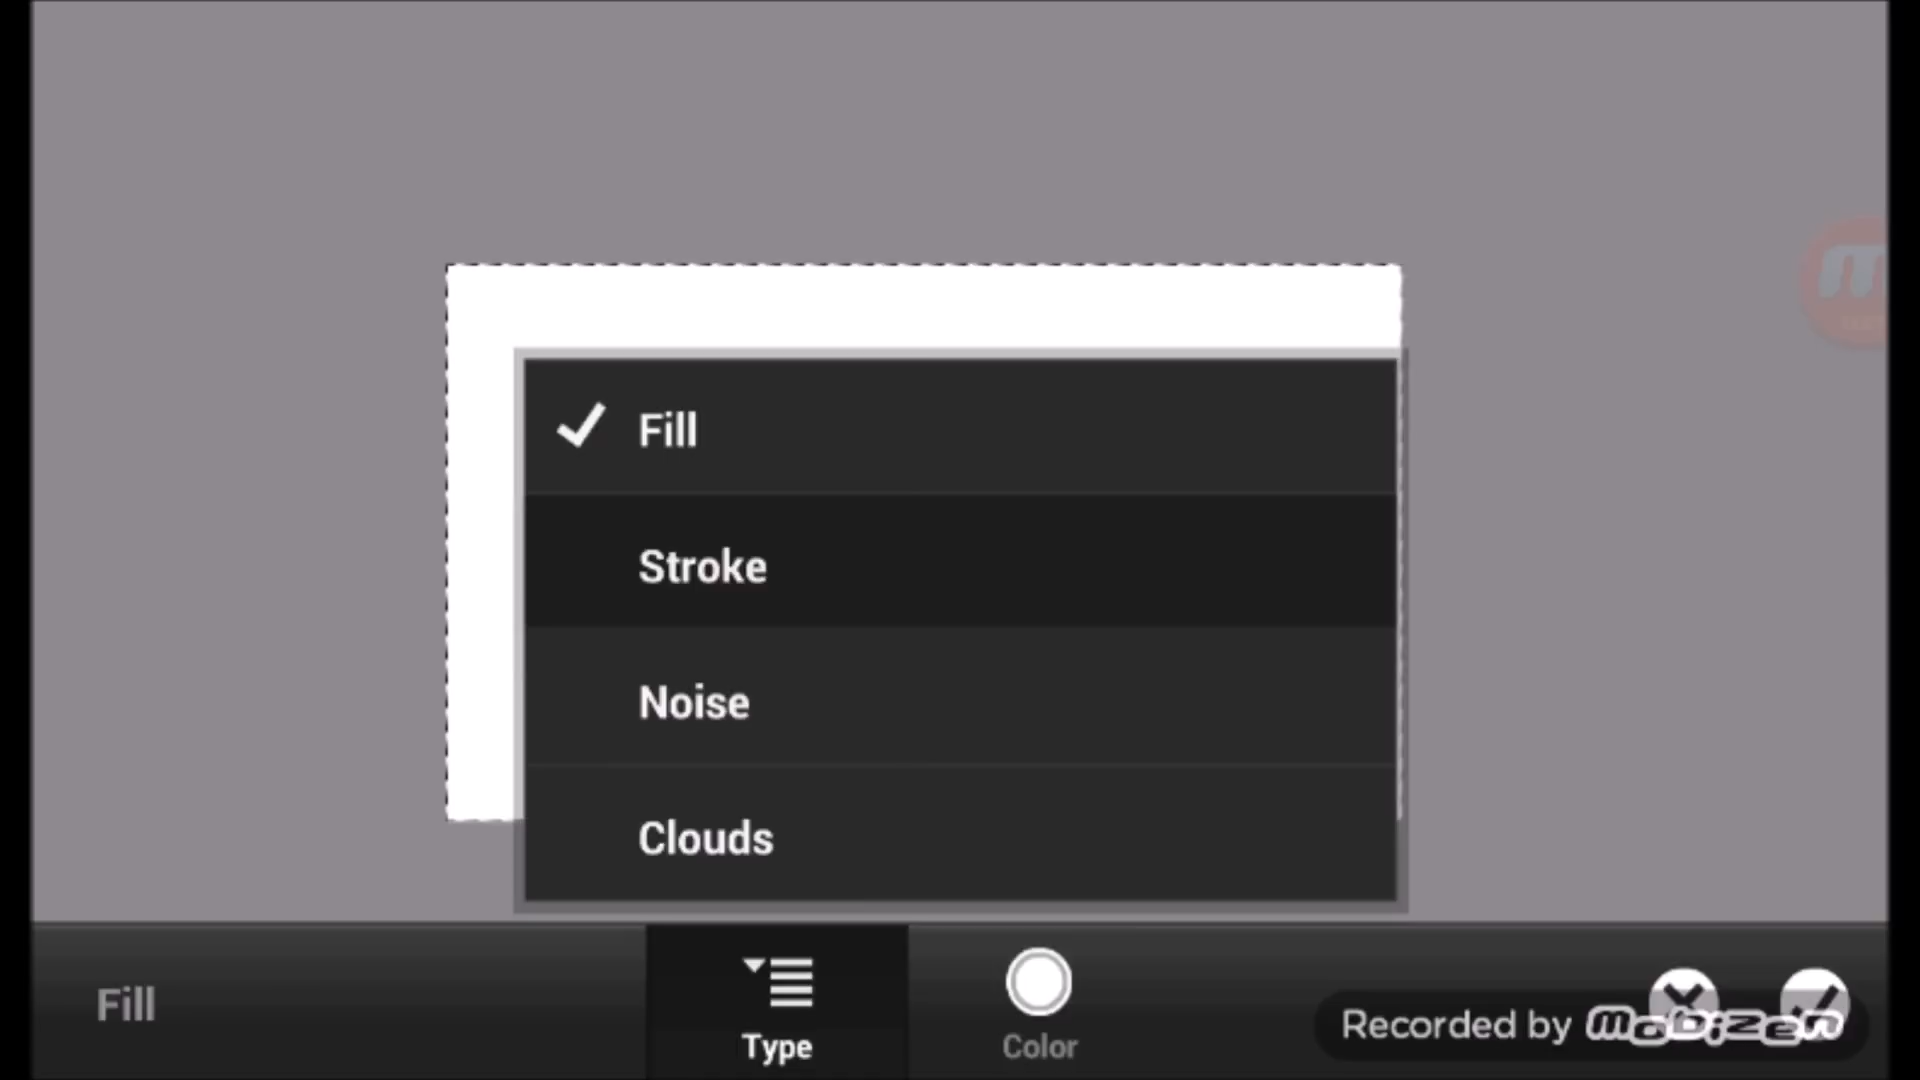 Fill
Stroke
Noise
Clouds
Fill
Type
Color
Recorded by mobizen